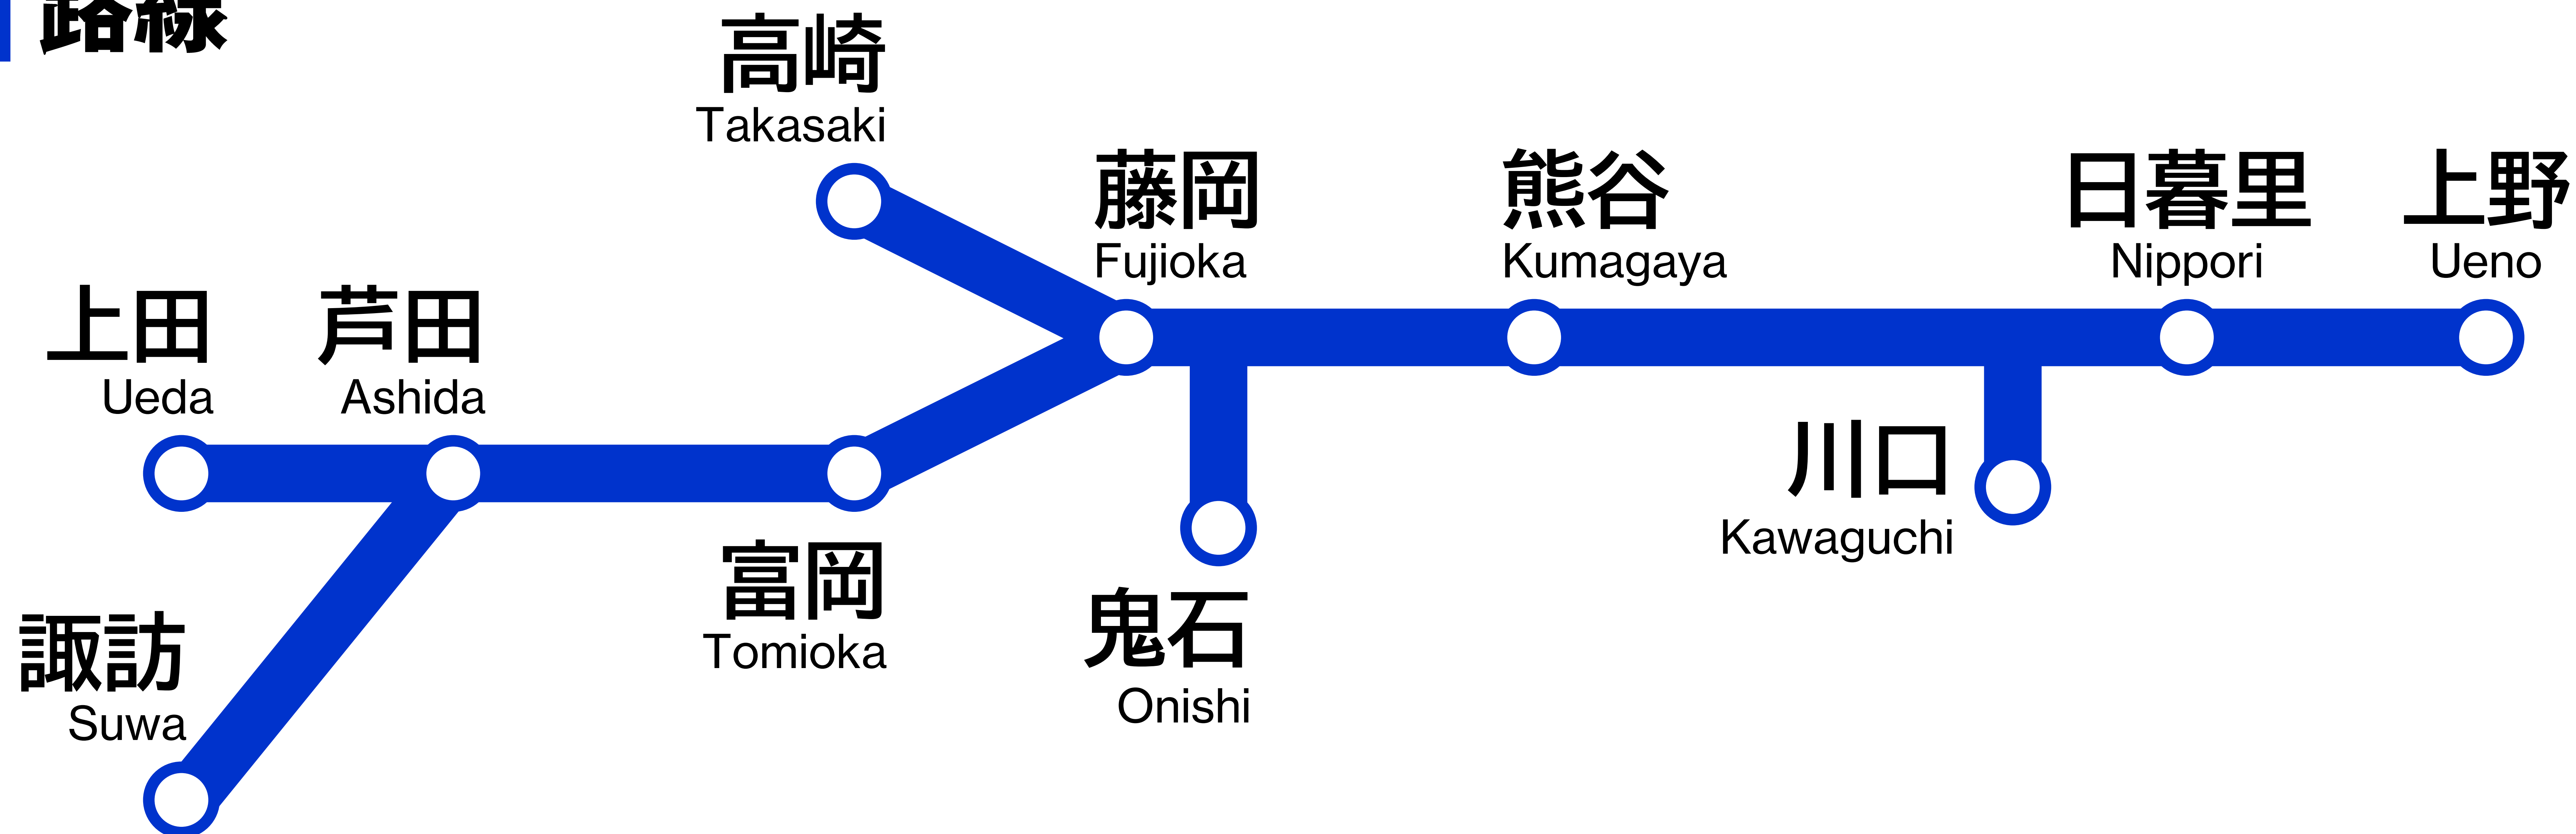 路線
高崎
Takasaki
藤岡
Fujioka
熊谷
Kumagaya
日暮里
Nippori
上野
Ueno
上田
Ueda
芦田
Ashida
川口
Kawaguchi
富岡
Tomioka
鬼石
Onishi
諏訪
Suwa